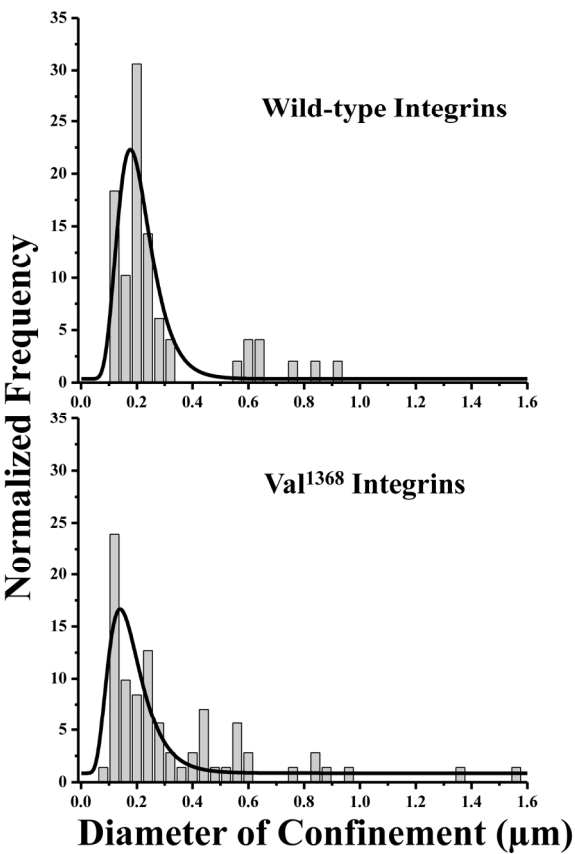 Normalized Frequency
35
30
25
20
15
10
5
0
Wild-type Integrins
0.0 0.2 0.4 0.6 0.8 1.0 1.2 1.4 1.6
35
30
25
20
15
10
5
0
Val¹³⁶⁸ Integrins
0.0 0.2 0.4 0.6 0.8 1.0 1.2 1.4 1.6
Diameter of Confinement (µm)